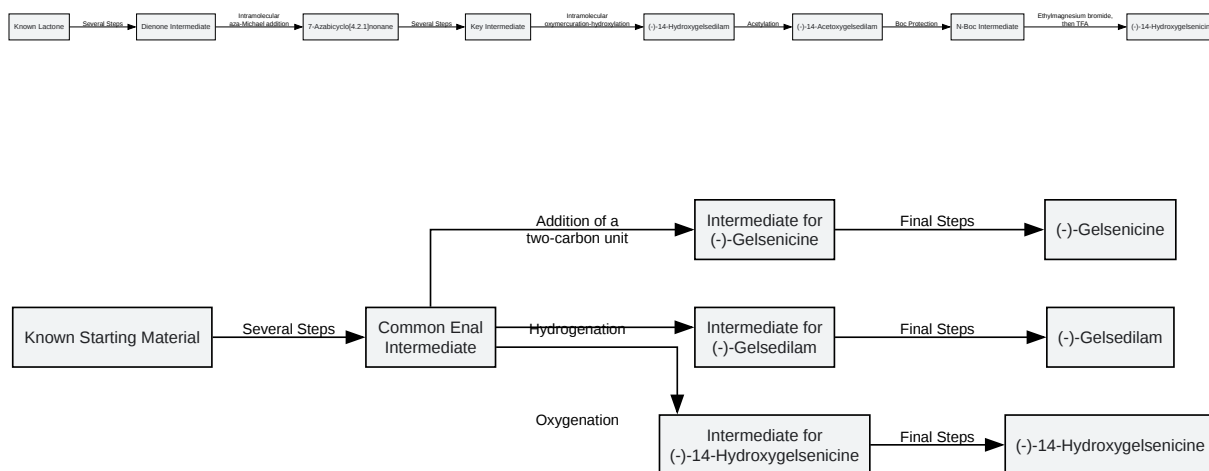 Known Lactone
Several Steps
Dienone Intermediate
Intramolecular
aza-Michael addition
7-Azabicyclo[4.2.1]nonane
Several Steps
Key Intermediate
Intramolecular
oxymercuration-hydroxylation
(-)-14-Hydroxygelsedilam
Acetylation
(-)-14-Acetoxygelsedilam
Boc Protection
N-Boc Intermediate
Ethylmagnesium bromide,
then TFA
(-)-14-Hydroxygelsenicin
Addition of a
two-carbon unit
Intermediate for
(-)-Gelsenicine
Final Steps
(-)-Gelsenicine
Known Starting Material
Several Steps
Common Enal
Intermediate
Hydrogenation
Intermediate for
(-)-Gelsedilam
Final Steps
(-)-Gelsedilam
Oxygenation
Intermediate for
(-)-14-Hydroxygelsenicine
Final Steps
(-)-14-Hydroxygelsenicine